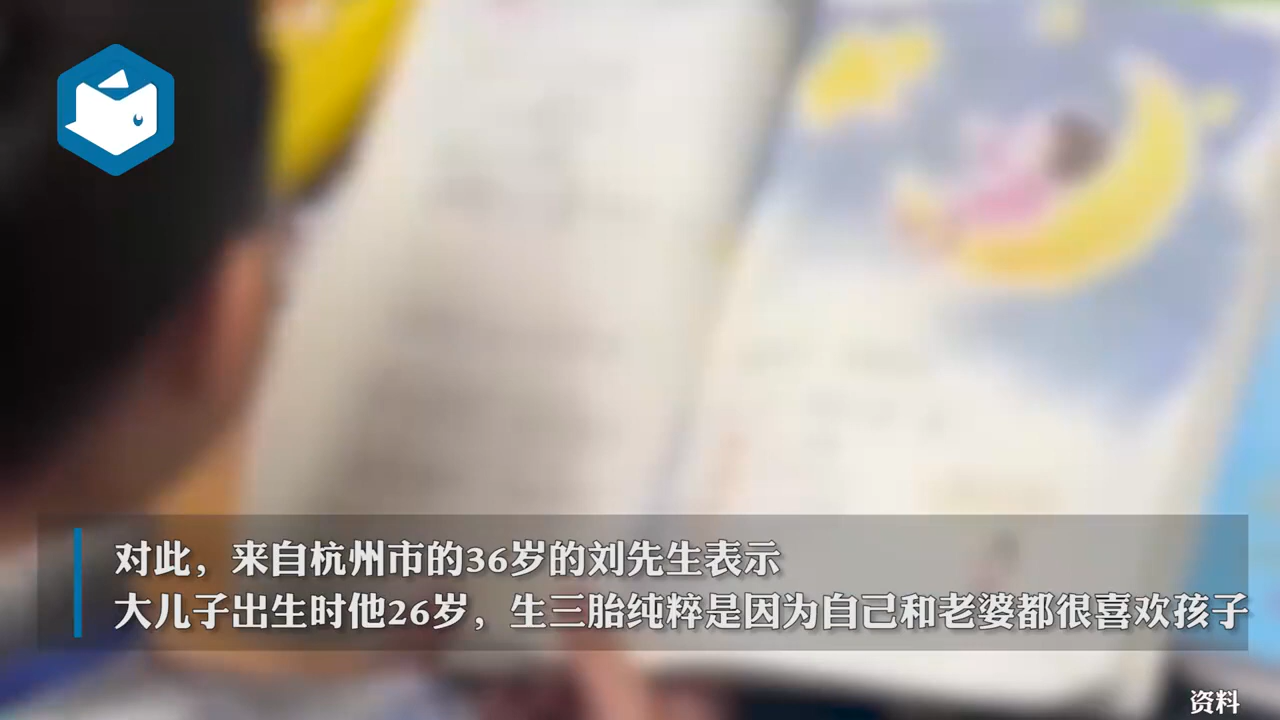 对此，来自杭州市的36岁的刘先生表示
大儿子出生时他26岁，生三胎纯粹是因为自己和老婆都很喜欢孩子
资料